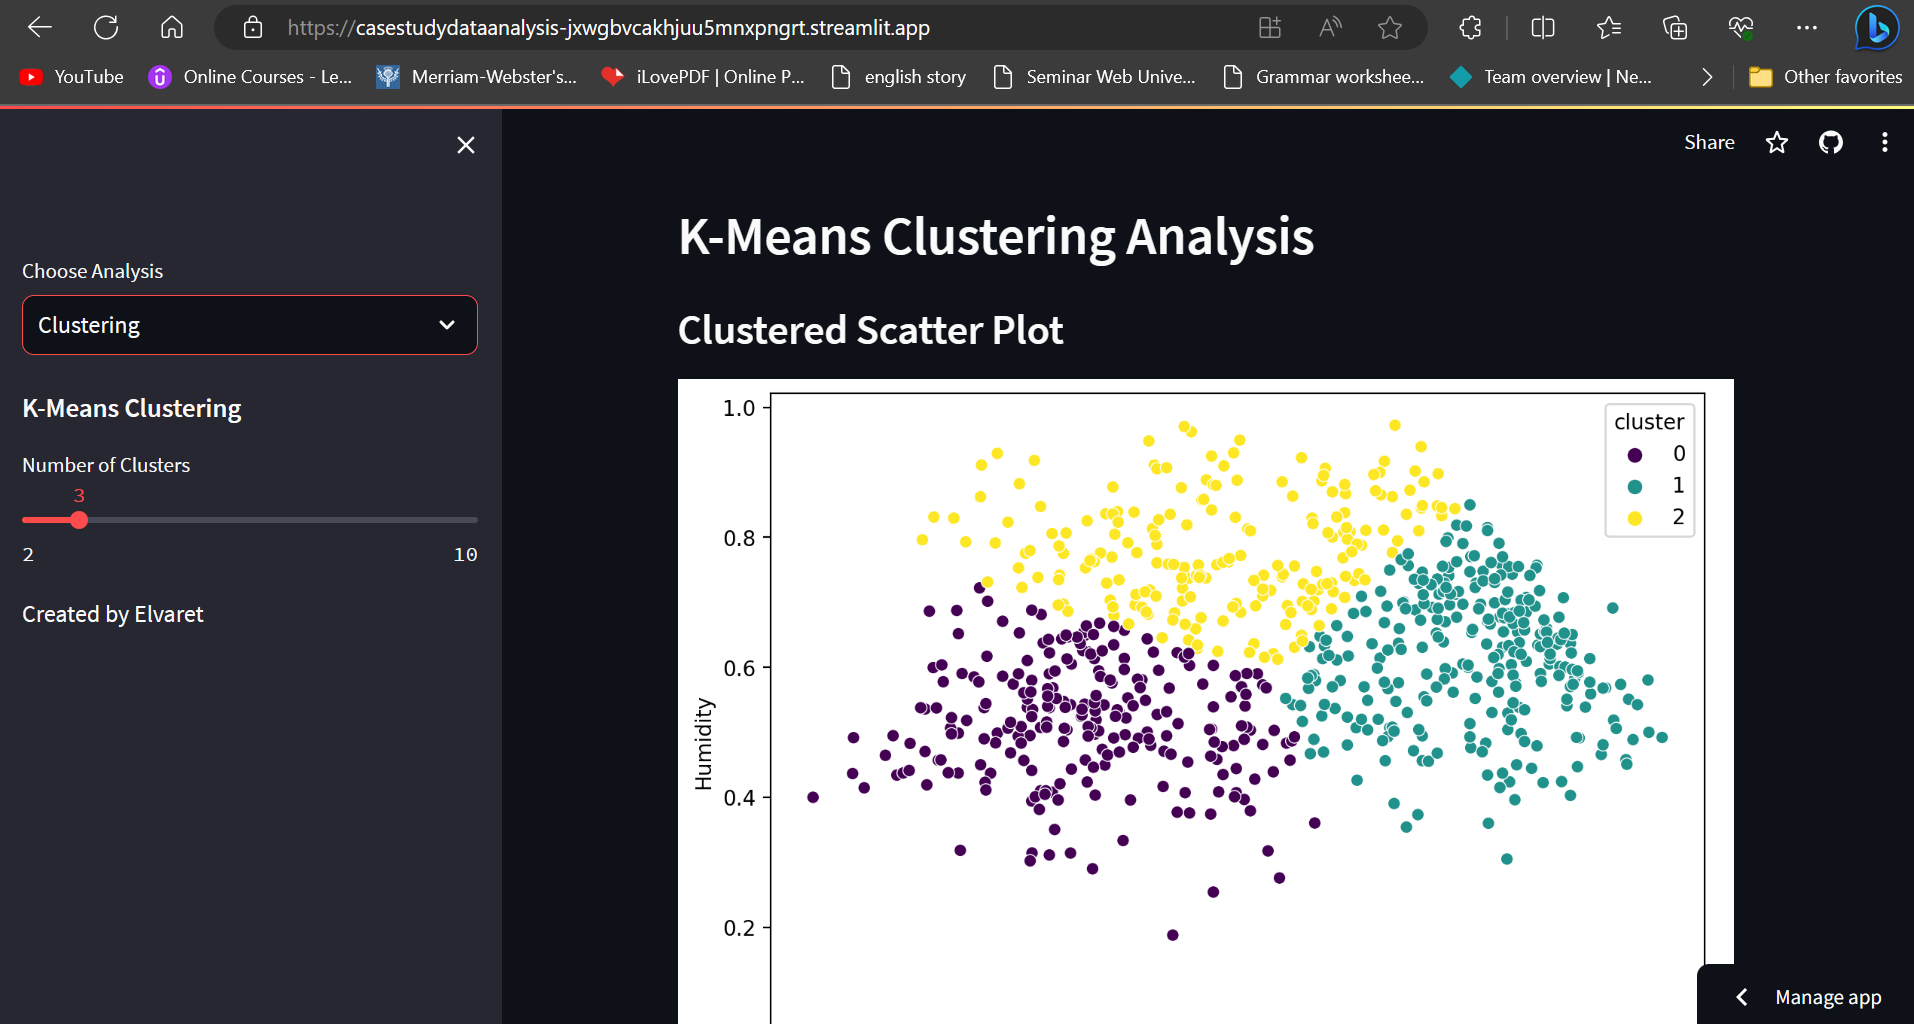 https://casestudydataanalysis-jxwgbvcakhjuu5mnxpngrt.streamlit.app
YouTube
Online Courses - Le...
Merriam-Webster's...
iLovePDF | Online P...
english story
Seminar Web Unive...
Grammar workshee...
Team overview | Ne...
Other favorites
Share
Choose Analysis
Clustering
K-Means Clustering
Number of Clusters
3
2 10
Created by Elvaret
K-Means Clustering Analysis
Clustered Scatter Plot
1.0
0.8
0.6
0.4
0.2
Humidity
cluster
0
1
2
Manage app